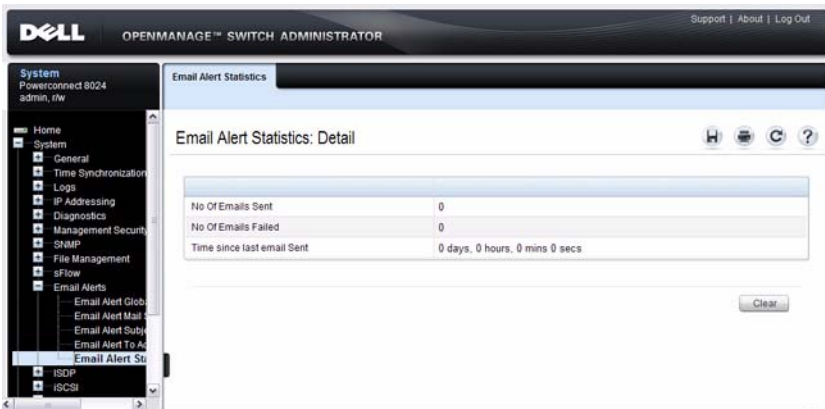 DELL
OPENMANAGE™ SWITCH ADMINISTRATOR
Support | About | Log Out
System
Powerconnect 8024
admin, r/w
Home
System
General
Time Synchronization
Logs
IP Addressing
Diagnostics
Management Security
SNMP
File Management
sFlow
Email Alerts
Email Alert Glob
Email Alert Mail S
Email Alert Subje
Email Alert To Ad
Email Alert Sta
ISDP
iSCSI
Email Alert Statistics
Email Alert Statistics: Detail
No Of Emails Sent 0
No Of Emails Failed 0
Time since last email Sent 0 days, 0 hours, 0 mins 0 secs
Clear